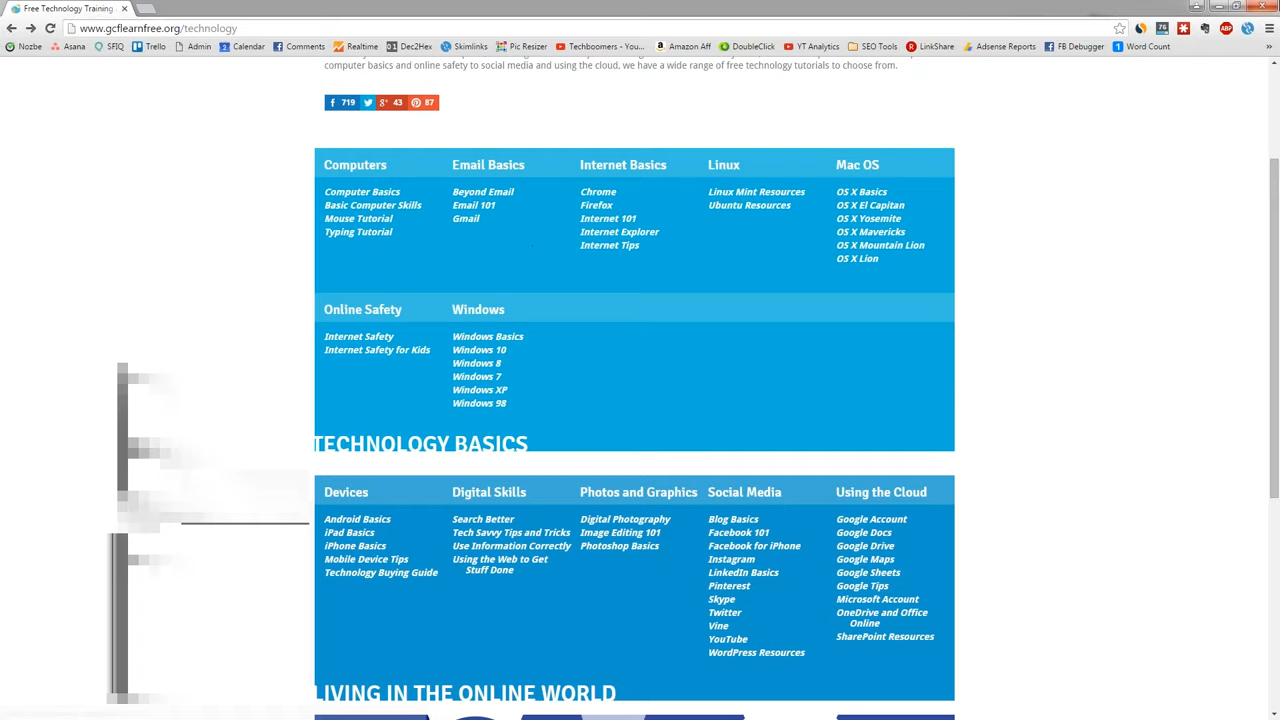 Free Technology Training
www.gcflearnfree.org/technology
Nozbe Asana SFIQ Trello Admin Calendar Comments Realtime Dec2Hex Skimlinks Pic Resizer Techboomers - You... Amazon Aff DoubleClick YT Analytics SEO Tools LinkShare Adsense Reports FB Debugger Word Count »
computer basics and online safety to social media and using the cloud, we have a wide range of free technology tutorials to choose from.
719 43 87
Computers Email Basics Internet Basics Linux Mac OS
Computer Basics Beyond Email Chrome Linux Mint Resources OS X Basics
Basic Computer Skills Email 101 Firefox Ubuntu Resources OS X El Capitan
Mouse Tutorial Gmail Internet 101 OS X Yosemite
Typing Tutorial Internet Explorer OS X Mavericks
Internet Tips OS X Mountain Lion
OS X Lion
Online Safety Windows
Internet Safety Windows Basics
Internet Safety for Kids Windows 10
Windows 8
Windows 7
Windows XP
Windows 98
TECHNOLOGY BASICS
Devices Digital Skills Photos and Graphics Social Media Using the Cloud
Android Basics Search Better Digital Photography Blog Basics Google Account
iPad Basics Tech Savvy Tips and Tricks Image Editing 101 Facebook 101 Google Docs
iPhone Basics Use Information Correctly Photoshop Basics Facebook for iPhone Google Drive
Mobile Device Tips Using the Web to Get Instagram Google Maps
Technology Buying Guide Stuff Done LinkedIn Basics Google Sheets
Pinterest Google Tips
Skype Microsoft Account
Twitter OneDrive and Office
Vine Online
YouTube SharePoint Resources
WordPress Resources
LIVING IN THE ONLINE WORLD